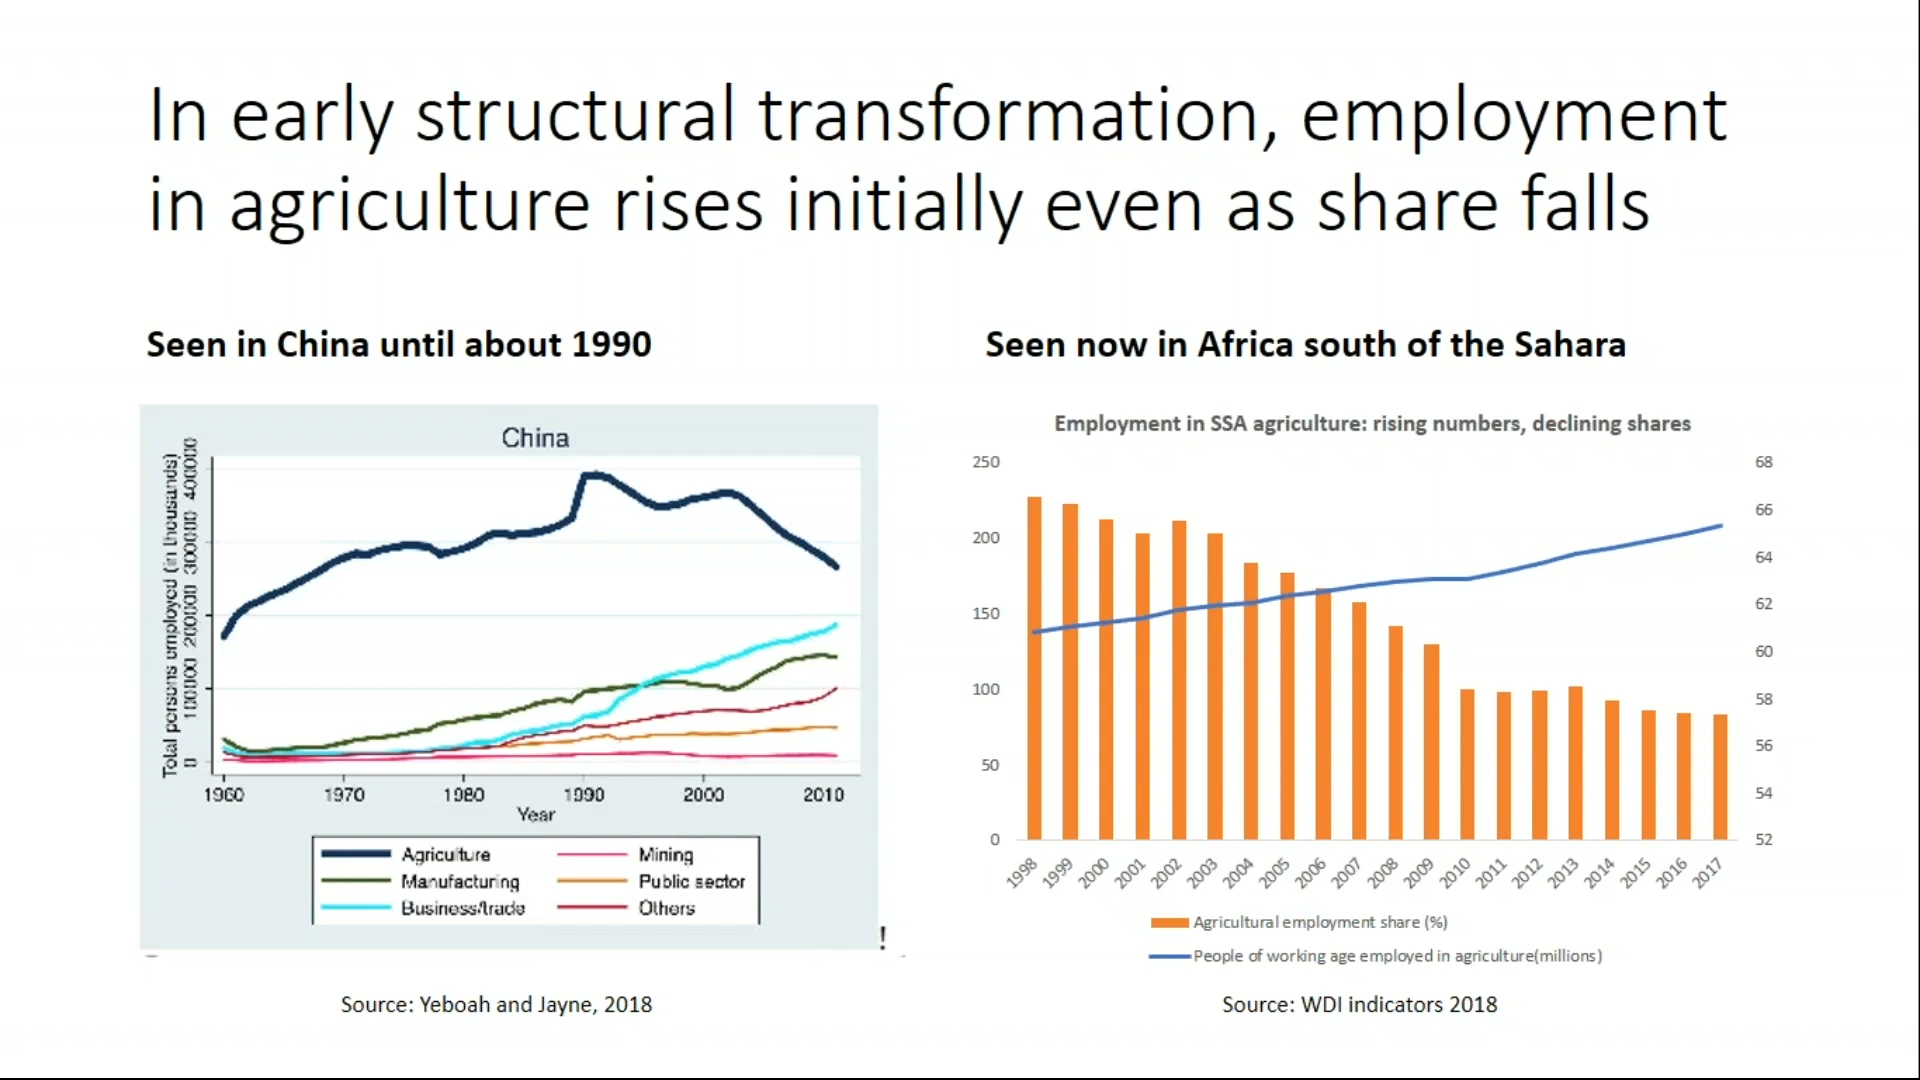 In early structural transformation, employment
in agriculture rises initially even as share falls
Seen in China until about 1990
China
Total persons employed (in thousands)
400000
300000
200000
100000
0
1960 1970 1980 1990 2000 2010
Year
Agriculture Mining
Manufacturing Public sector
Business/trade Others
!
Source: Yeboah and Jayne, 2018
Seen now in Africa south of the Sahara
Employment in SSA agriculture: rising numbers, declining shares
250
200
150
100
50
0
68
66
64
62
60
58
56
54
52
1998 1999 2000 2001 2002 2003 2004 2005 2006 2007 2008 2009 2010 2011 2012 2013 2014 2015 2016 2017
Agricultural employment share (%)
People of working age employed in agriculture(millions)
Source: WDI indicators 2018